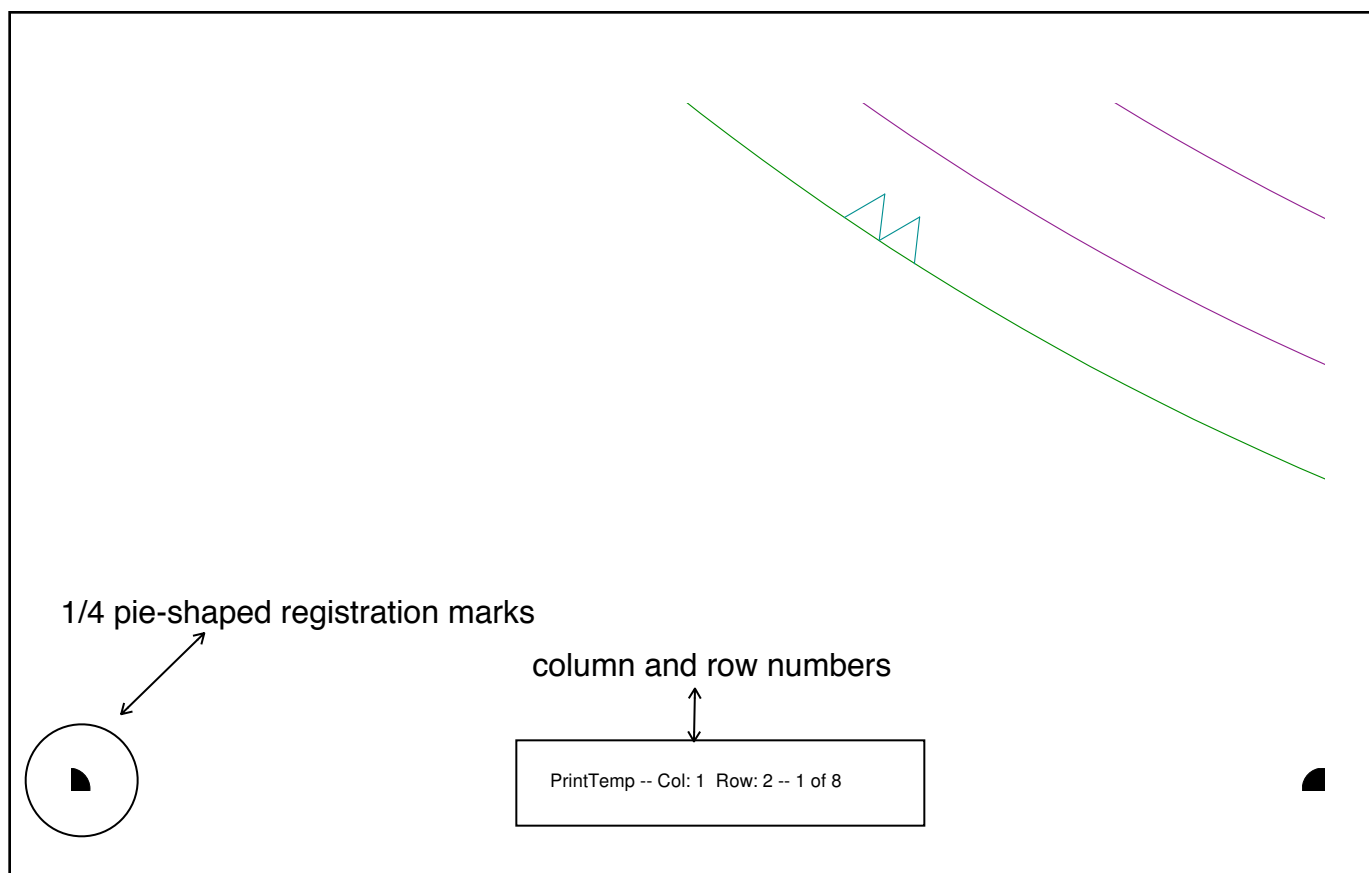 1/4 pie-shaped registration marks
column and row numbers
PrintTemp -- Col: 1  Row: 2 -- 1 of 8